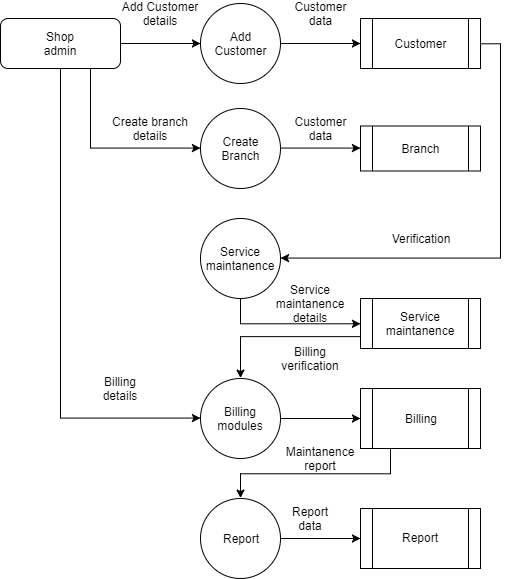 Add Customer
details
Customer
data
Shop
admin
Add
Customer
Customer
Create branch
details
Customer
data
Create
Branch
Branch
Verification
Service
maintanence
Service
maintanence
details
Service
maintanence
Billing
verification
Billing
details
Billing
modules
Billing
Maintanence
report
Report
data
Report
Report